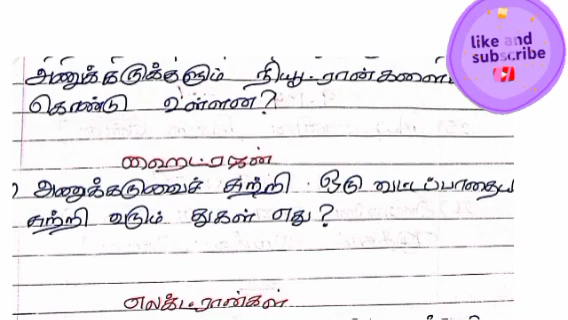 அணுக்கருக்களும் நியூட்ரான்களை
கொண்டு உள்ளன?
ஹைட்ரஜன்
) அணுக்கருவைச் சுற்றி ஒரு வட்டப்பாதைய
சுற்றி வரும் துகள் எது?
எலக்ட்ரான்கள்
like and
subscribe